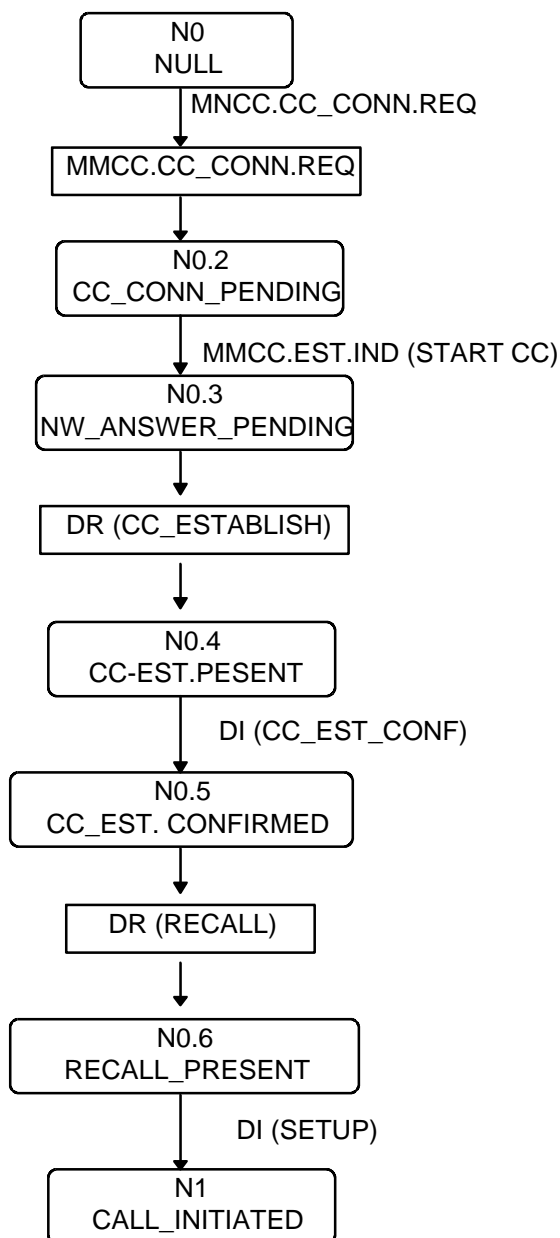 N0
NULL
MNCC.CC_CONN.REQ
MMCC.CC_CONN.REQ
N0.2
CC_CONN_PENDING
MMCC.EST.IND (START CC)
N0.3
NW_ANSWER_PENDING
DR (CC_ESTABLISH)
N0.4
CC-EST.PESENT
DI (CC_EST_CONF)
N0.5
CC_EST. CONFIRMED
DR (RECALL)
N0.6
RECALL_PRESENT
DI (SETUP)
N1
CALL_INITIATED